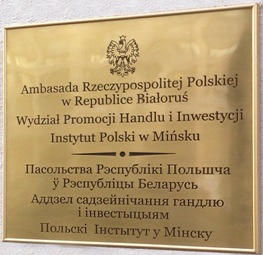 Ambasada Rzeczypospolitej Polskiej
w Republice Białoruś
Wydział Promocji Handlu i Inwestycji
Instytut Polski w Mińsku
Пасольства Рэспублікі Польшча
ў Рэспубліцы Беларусь
Аддзел садзейнічання гандлю
і інвестыцыям
Польскі Інстытут у Мінску